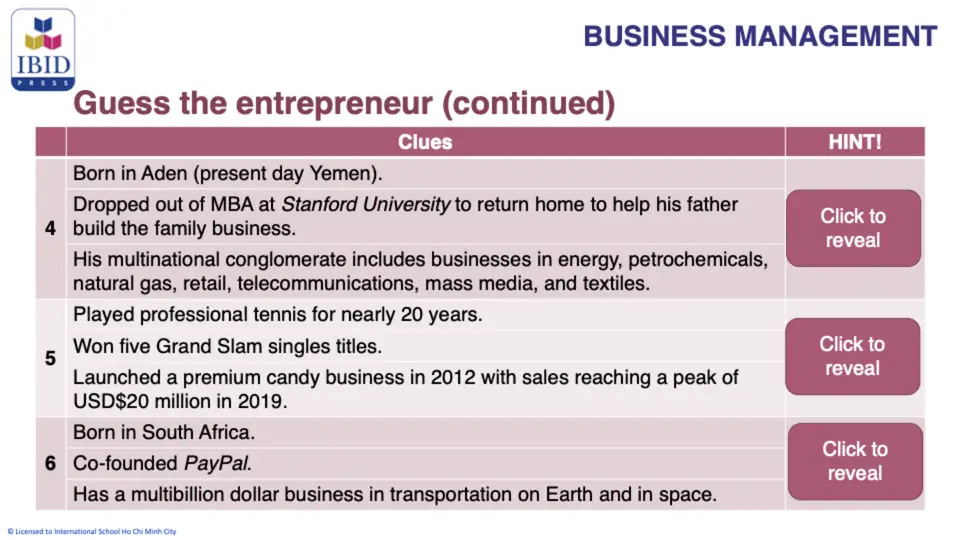 IBID
PRESS
BUSINESS MANAGEMENT
Guess the entrepreneur (continued)
Clues
HINT!
4
Born in Aden (present day Yemen).
Dropped out of MBA at Stanford University to return home to help his father
build the family business.
His multinational conglomerate includes businesses in energy, petrochemicals,
natural gas, retail, telecommunications, mass media, and textiles.
Click to
reveal
5
Played professional tennis for nearly 20 years.
Won five Grand Slam singles titles.
Launched a premium candy business in 2012 with sales reaching a peak of
USD$20 million in 2019.
Click to
reveal
6
Born in South Africa.
Co-founded PayPal.
Has a multibillion dollar business in transportation on Earth and in space.
Click to
reveal
© Licensed to International School Ho Chi Minh City